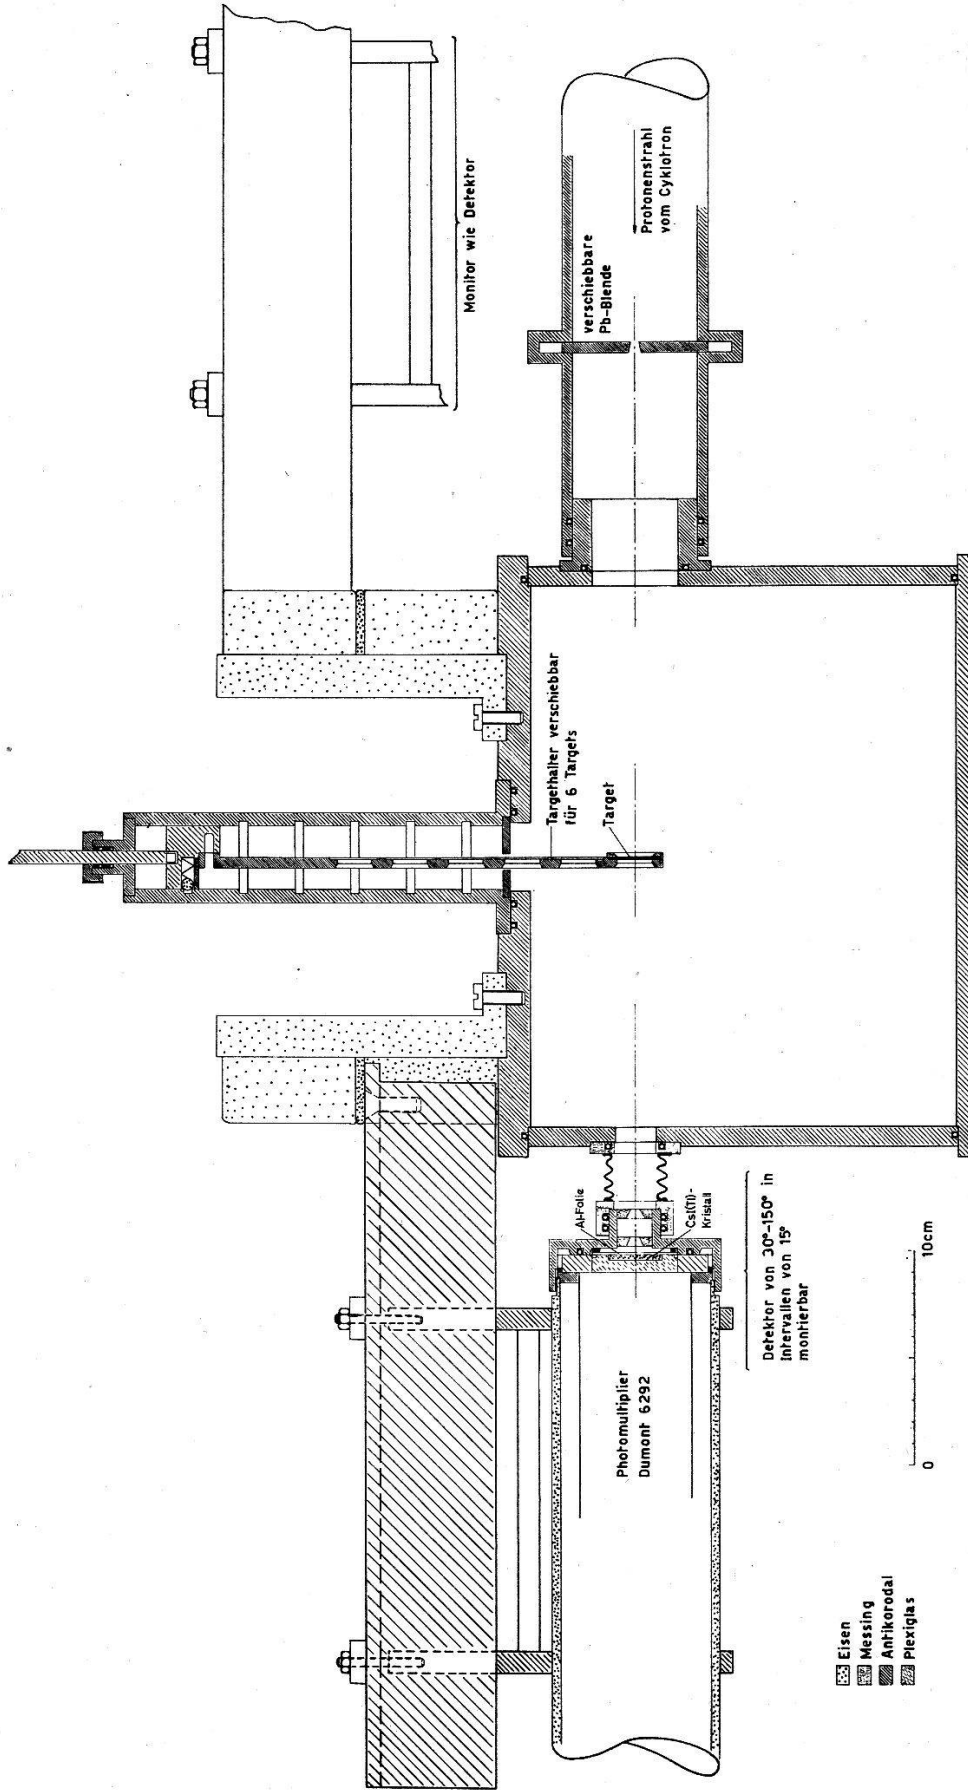 Monitor wie Detektor
Protonenstrahl
vom Cyklotron
verschiebbare
Pb-Blende
Targethalter verschiebbar
für 6 Targets
Target
Al-Folie
CsI(Tl)-
Kristall
Detektor von 30°-150° in
Intervallen von 15°
montierbar
Photomultiplier
Dumont 6292
0
10cm
Eisen
Messing
Antikorodal
Plexiglas